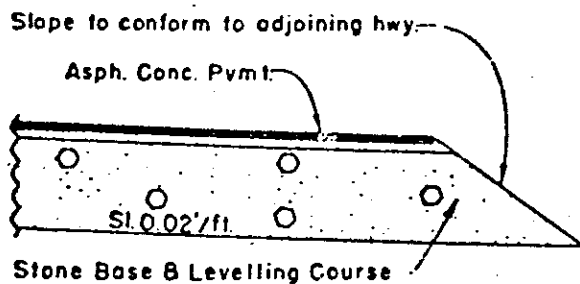 Slope to conform to adjoining hwy.
Asph. Conc. Pvmt.
Sl. 0.02'/ft.
Stone Base & Levelling Course